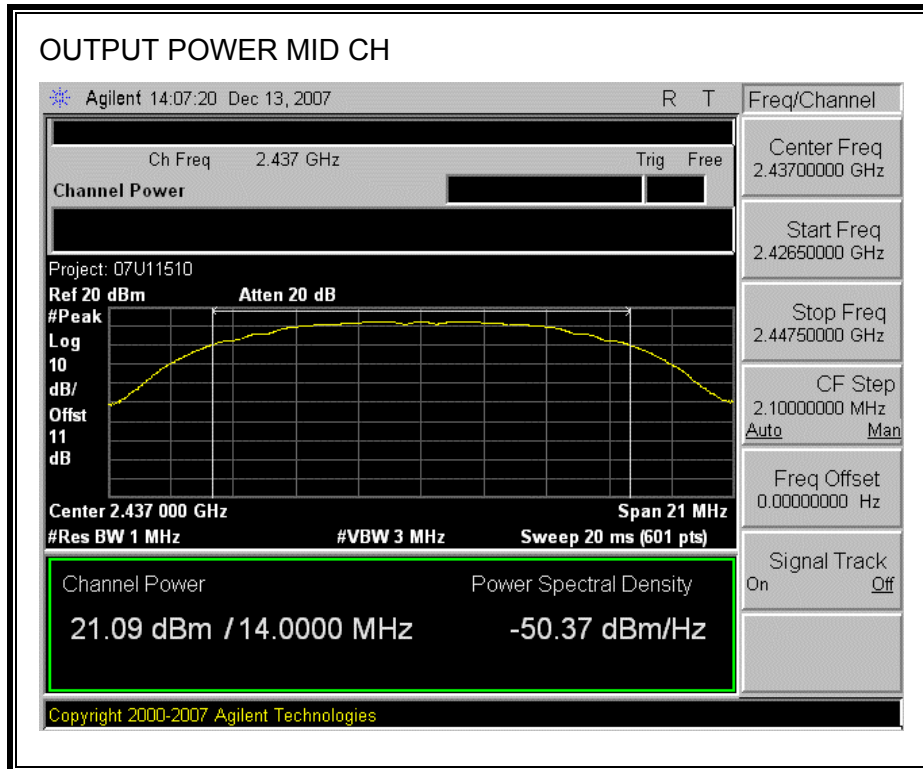 OUTPUT POWER MID CH
Agilent 14:07:20 Dec 13, 2007 R T
Freq/Channel
Ch Freq 2.437 GHz Trig Free
Channel Power
Center Freq
2.43700000 GHz
Start Freq
2.42650000 GHz
Stop Freq
2.44750000 GHz
CF Step
2.10000000 MHz
Auto Man
Freq Offset
0.00000000 Hz
Signal Track
On Off
Project: 07U11510
Ref 20 dBm Atten 20 dB
#Peak
Log
10
dB/
Offst
11
dB
Center 2.437 000 GHz Span 21 MHz
#Res BW 1 MHz #VBW 3 MHz Sweep 20 ms (601 pts)
Channel Power Power Spectral Density
21.09 dBm / 14.0000 MHz -50.37 dBm/Hz
Copyright 2000-2007 Agilent Technologies